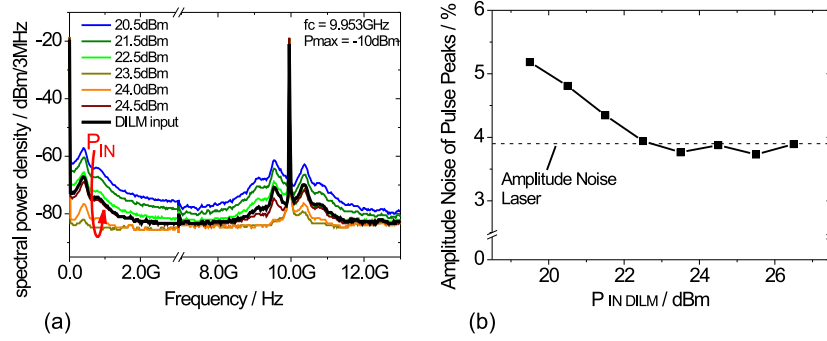 20.5dBm
21.5dBm
22.5dBm
23.5dBm
24.0dBm
24.5dBm
DILM input
fc = 9.953GHz
Pmax = -10dBm
PIN
-20
-40
-60
-80
spectral power density / dBm/3MHz
0.0 2.0G 8.0G 10.0G 12.0G
Frequency / Hz
(a)
6
5
4
3
0
Amplitude Noise of Pulse Peaks / %
Amplitude Noise
Laser
20 22 24 26 28
P IN DILM / dBm
(b)